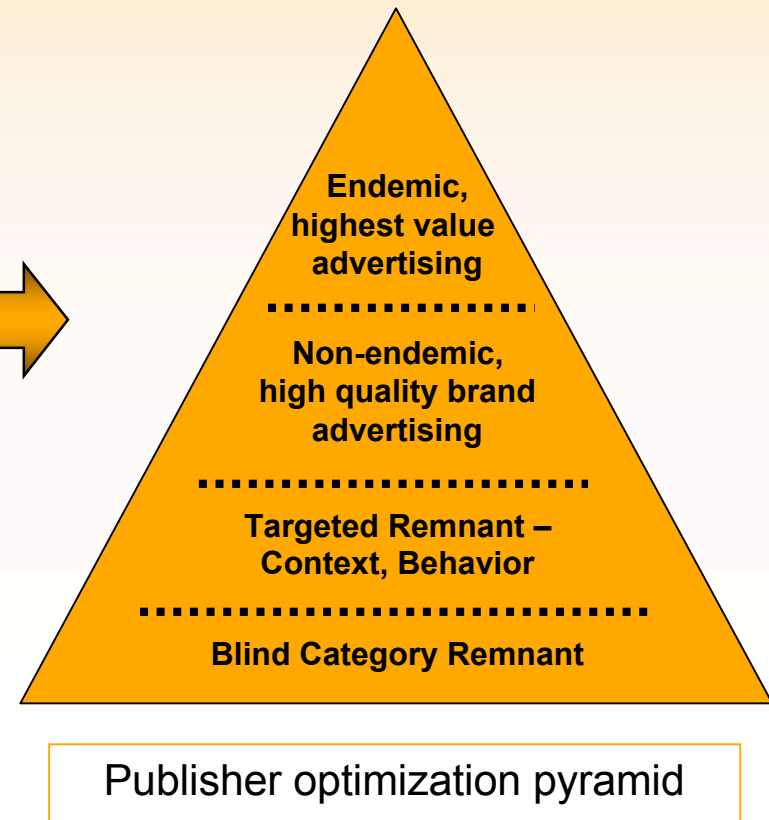 Endemic,
highest value
advertising
Non-endemic,
high quality brand
advertising
Targeted Remnant –
Context, Behavior
Blind Category Remnant
Publisher optimization pyramid